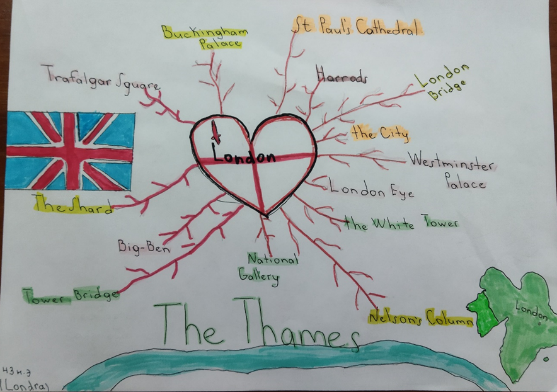 St Paul's Cathedral
Buckingham
Palace
Trafalgar Square
Harrods
London
Bridge
the City
London
Westminster
Palace
London Eye
The Shard
the White Tower
Big-Ben
National
Gallery
Tower Bridge
Nelson's Column
London
The Thames
(Londra)